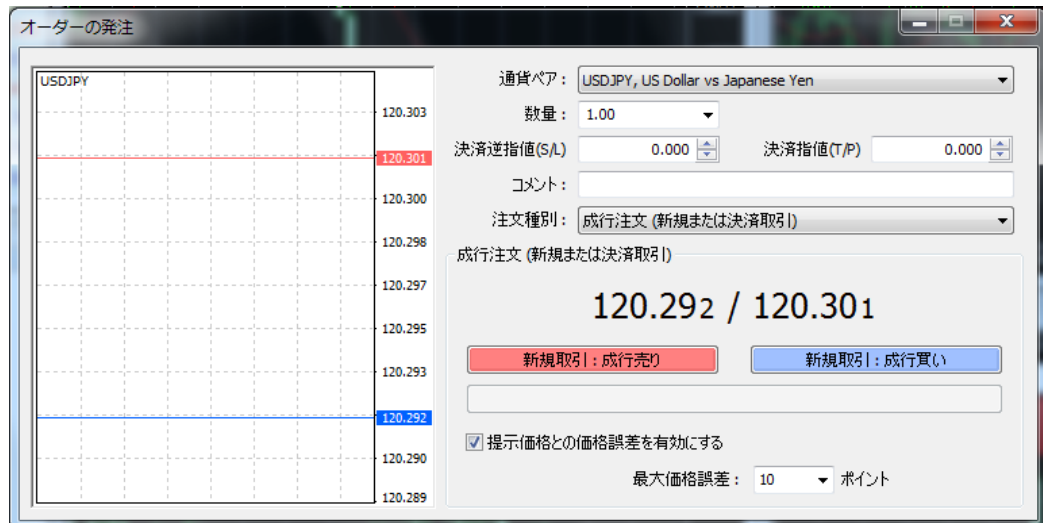 オーダーの発注
USDJPY
120.303
120.301
120.300
120.298
120.297
120.295
120.293
120.292
120.290
120.289
通貨ペア: USDJPY, US Dollar vs Japanese Yen
数量: 1.00
決済逆指値(S/L) 0.000 決済指値(T/P) 0.000
コメント:
注文種別: 成行注文 (新規または決済取引)
成行注文 (新規または決済取引)
120.292 / 120.301
新規取引:成行売り 新規取引:成行買い
提示価格との価格誤差を有効にする
最大価格誤差: 10 ポイント